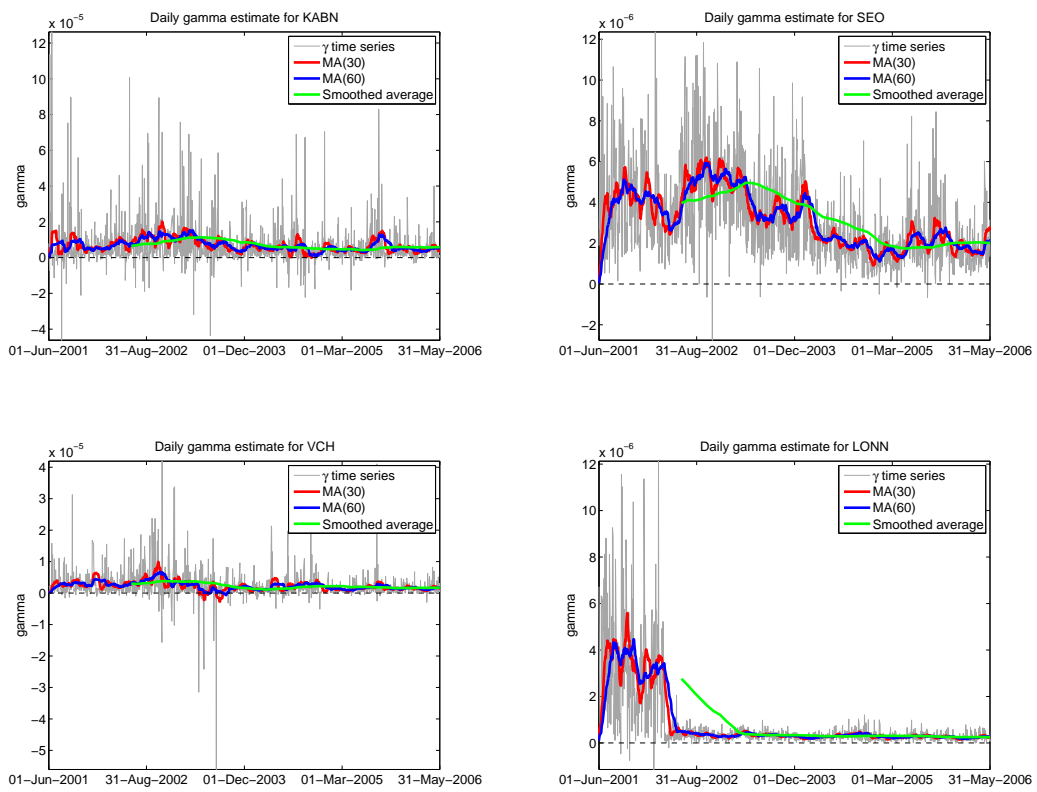 Daily gamma estimate for KABN
x 10−5
12
10
8
6
4
2
0
−2
−4
gamma
γ time series
MA(30)
MA(60)
Smoothed average
01−Jun−2001 31−Aug−2002 01−Dec−2003 01−Mar−2005 31−May−2006
Daily gamma estimate for SEO
x 10−6
12
10
8
6
4
2
0
−2
gamma
γ time series
MA(30)
MA(60)
Smoothed average
01−Jun−2001 31−Aug−2002 01−Dec−2003 01−Mar−2005 31−May−2006
Daily gamma estimate for VCH
x 10−5
4
3
2
1
0
−1
−2
−3
−4
−5
gamma
γ time series
MA(30)
MA(60)
Smoothed average
01−Jun−2001 31−Aug−2002 01−Dec−2003 01−Mar−2005 31−May−2006
Daily gamma estimate for LONN
x 10−6
12
10
8
6
4
2
0
gamma
γ time series
MA(30)
MA(60)
Smoothed average
01−Jun−2001 31−Aug−2002 01−Dec−2003 01−Mar−2005 31−May−2006